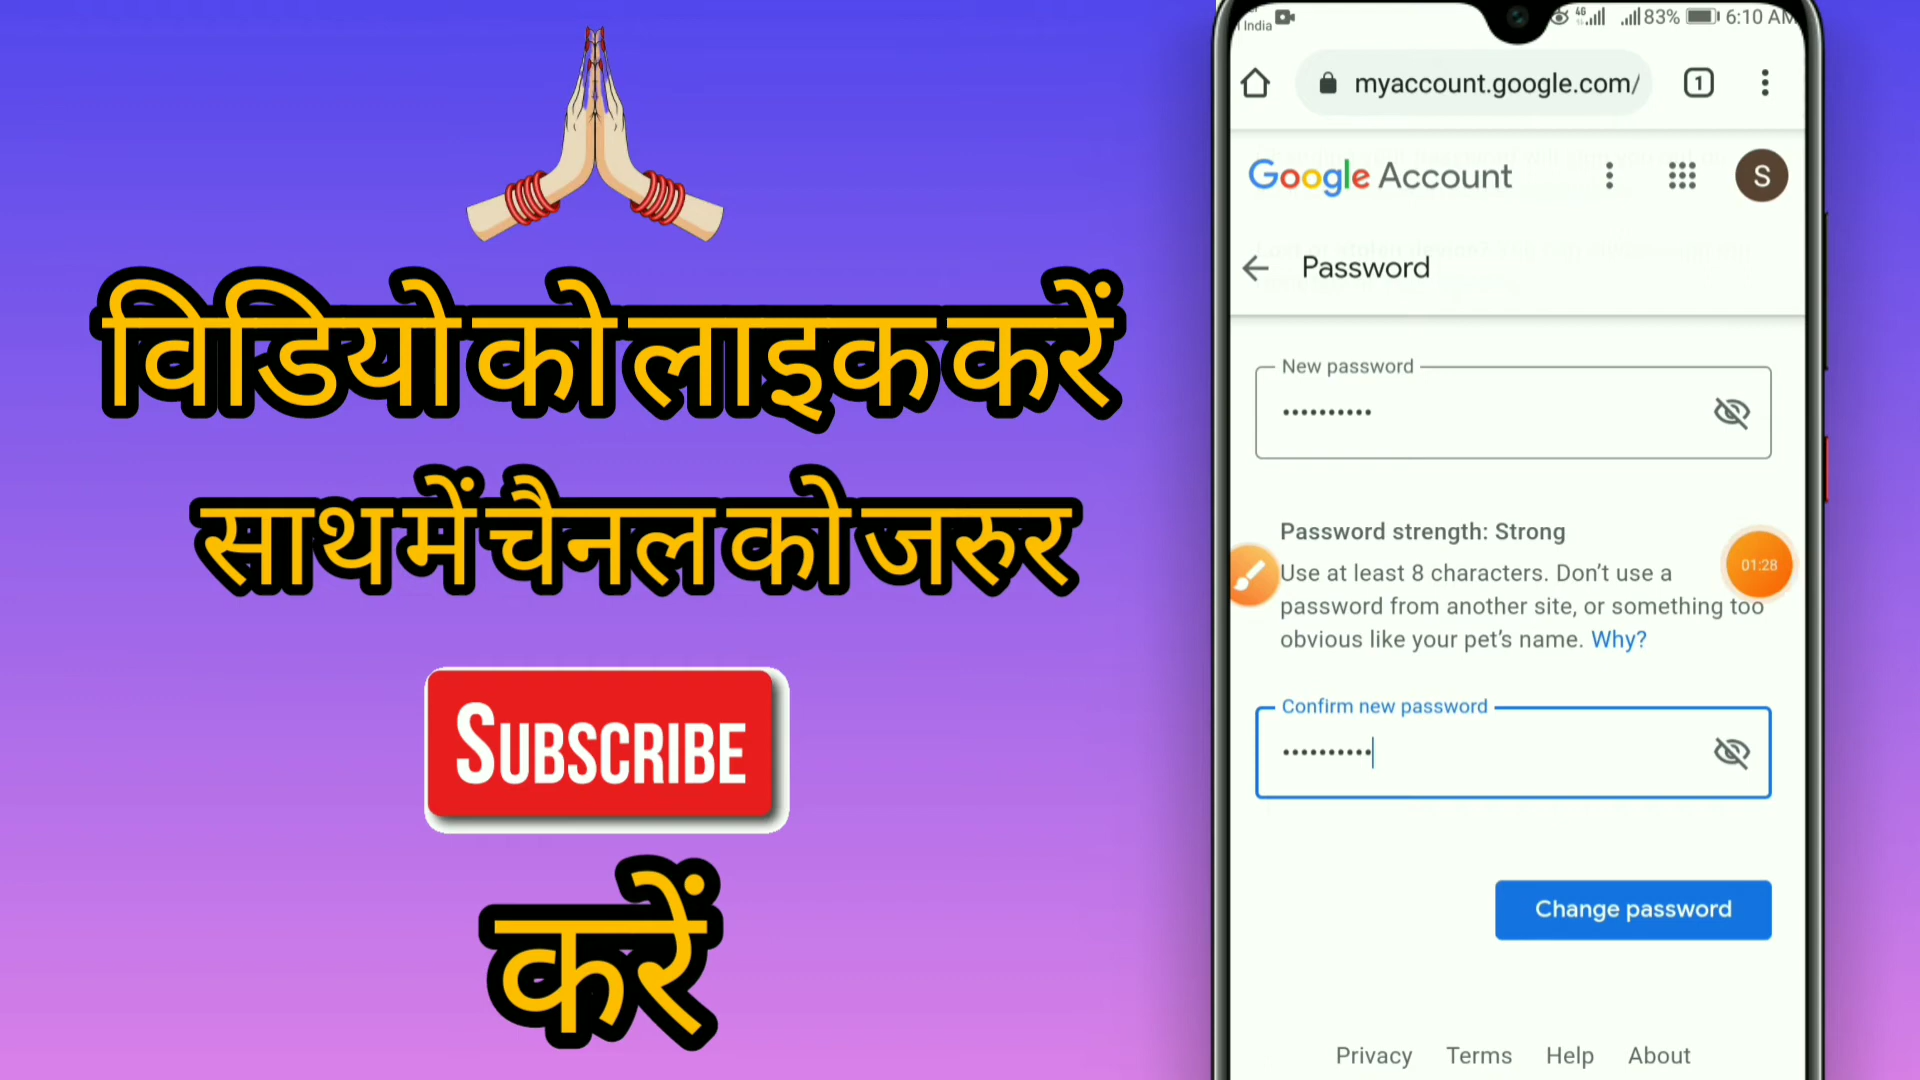 विडियो को लाइक करें
साथ में चैनल को जरुर
SUBSCRIBE
करें
India
4G
83%
6:10 AM
myaccount.google.com/
1
Google Account
S
Password
New password
••••••••••
Password strength: Strong
Use at least 8 characters. Don’t use a
01:28
password from another site, or something too
obvious like your pet’s name. Why?
Confirm new password
••••••••••
Change password
Privacy Terms Help About